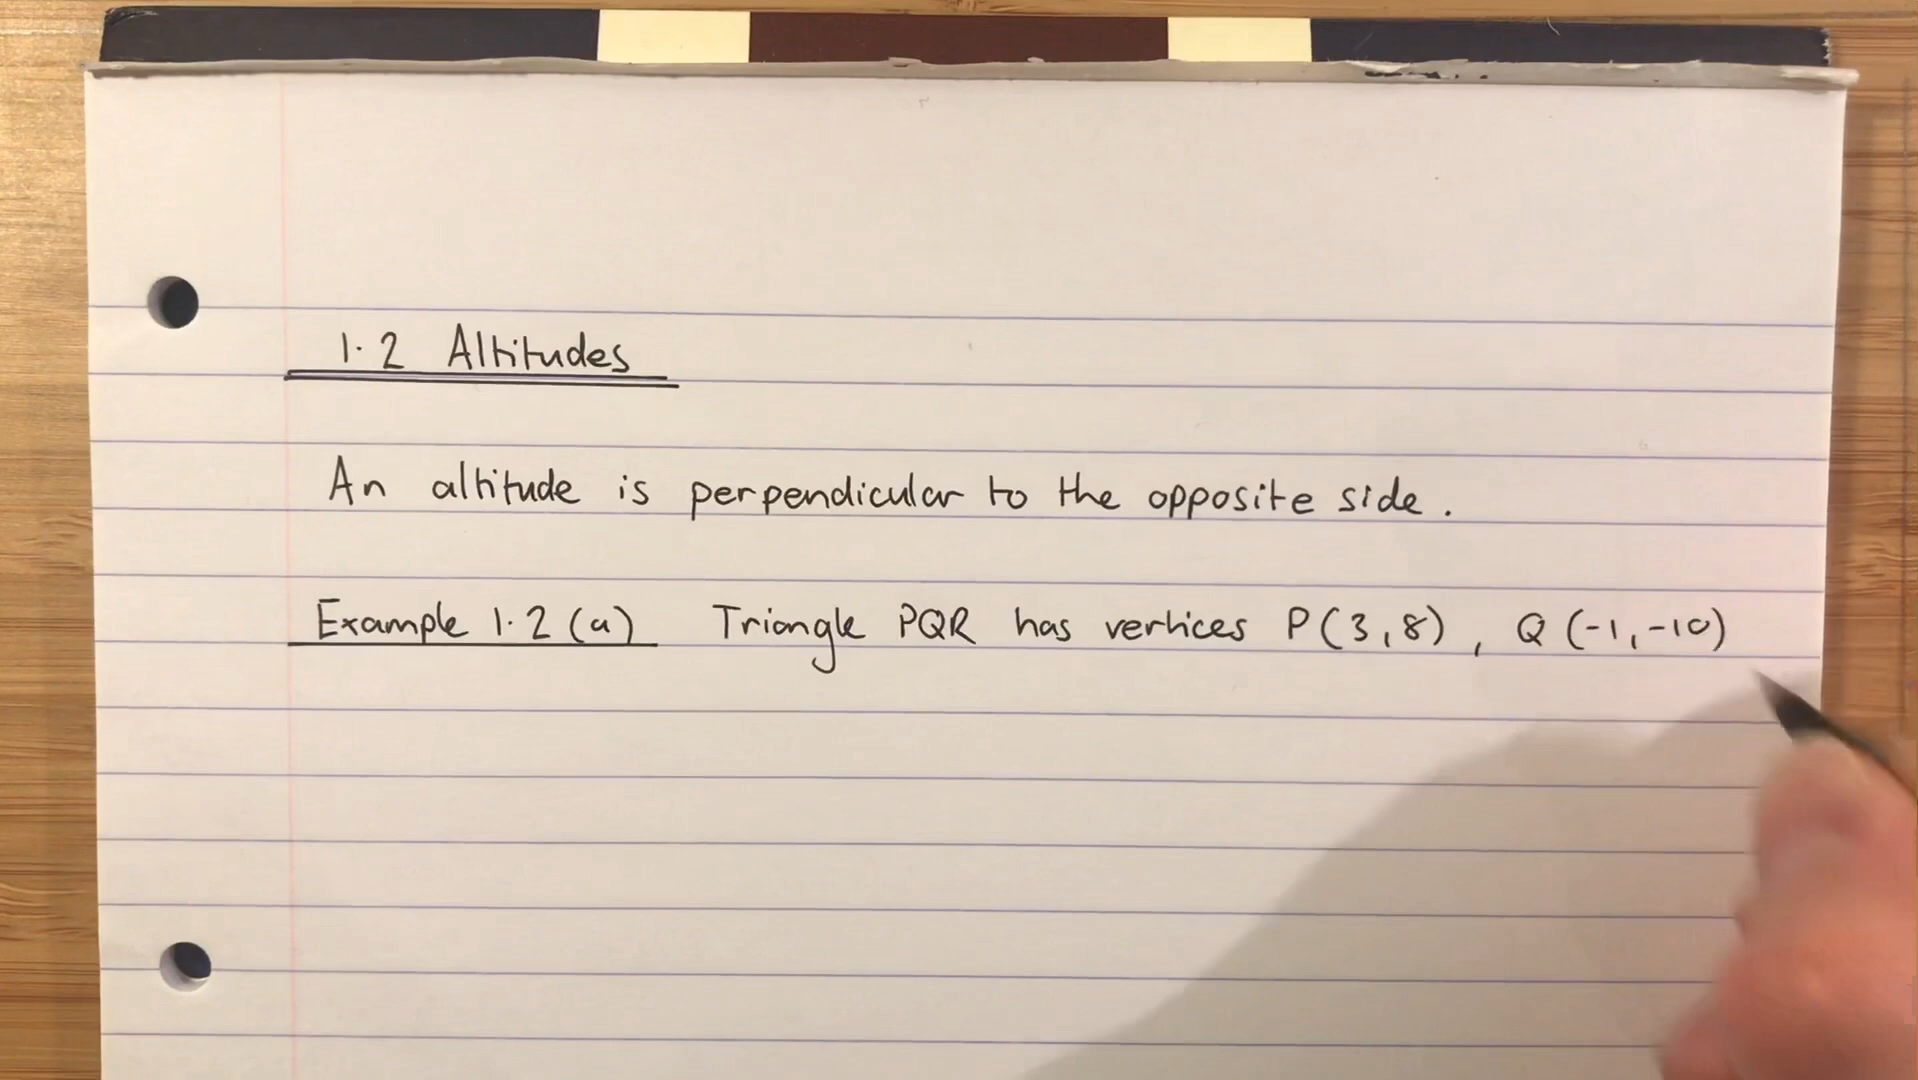 1.2 Altitudes
An altitude is perpendicular to the opposite side.
Example 1.2 (a) Triangle PQR has vertices P(3,8), Q(-1,-10)